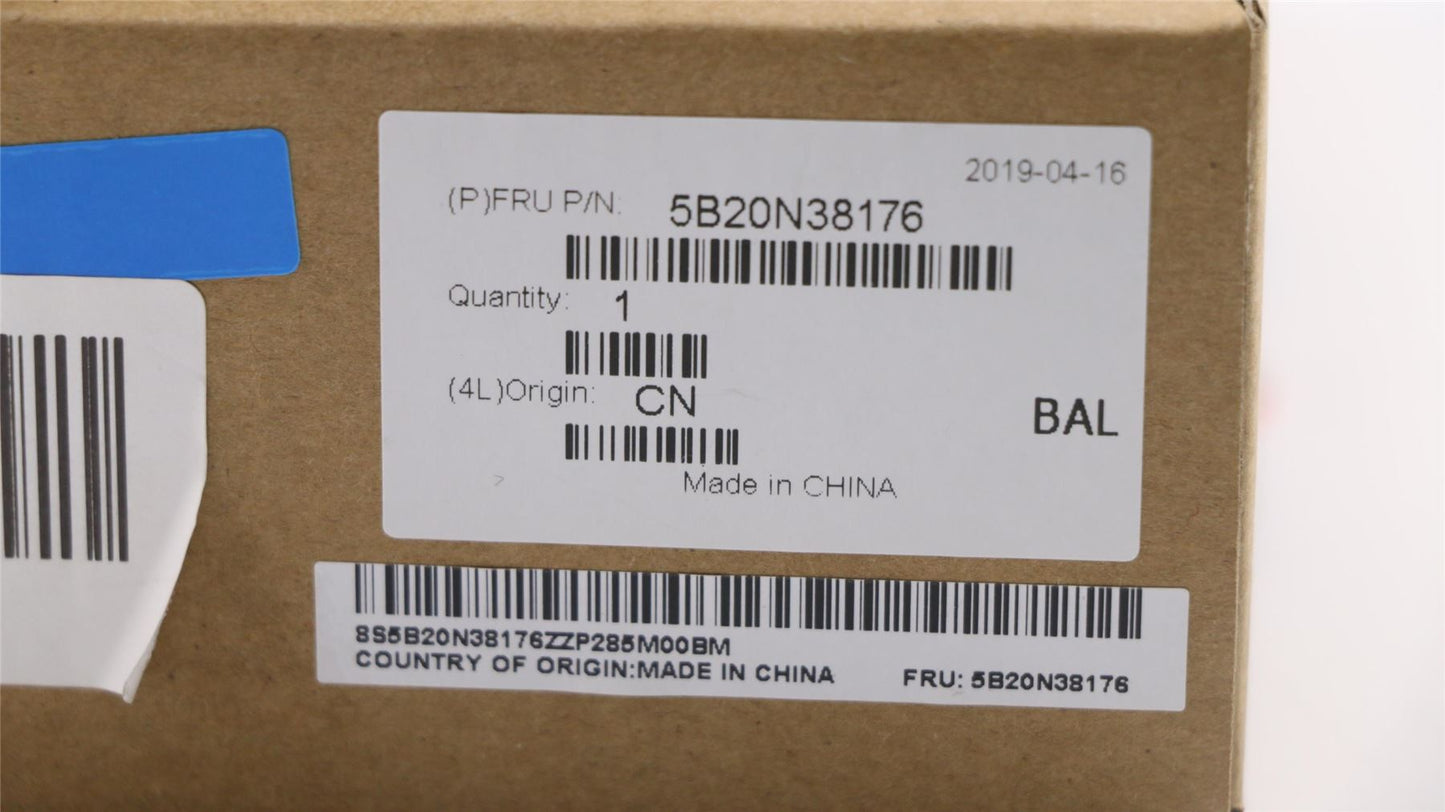 2019-04-16
(P)FRU P/N: 5B20N38176
Quantity: 1
(4L)Origin: CN
BAL
Made in CHINA
8S5B20N38176ZZP285M00BM
COUNTRY OF ORIGIN:MADE IN CHINA FRU: 5B20N38176